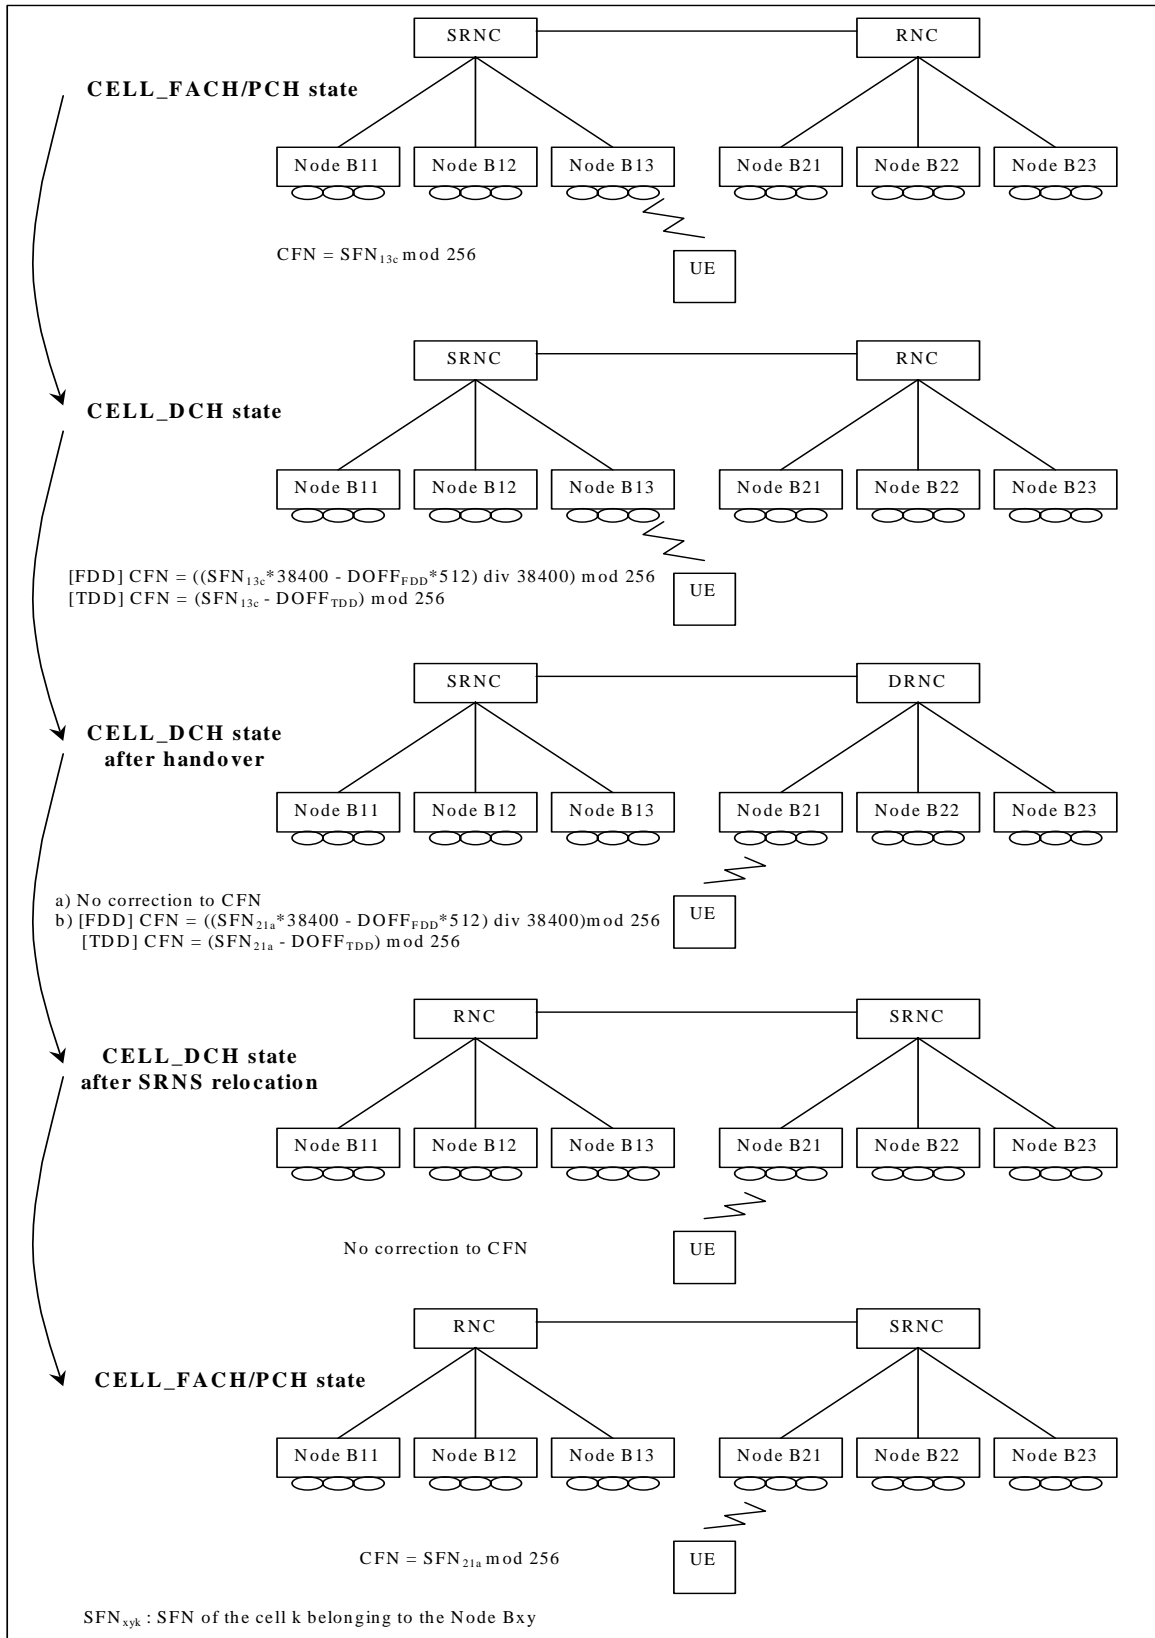 SRNC RNC
CELL_FACH/PCH state
Node B11 Node B12 Node B13 Node B21 Node B22 Node B23
CFN = SFN13c mod 256
UE
SRNC RNC
CELL_DCH state
Node B11 Node B12 Node B13 Node B21 Node B22 Node B23
[FDD] CFN = ((SFN13c*38400 - DOFFFDD*512) div 38400) mod 256
[TDD] CFN = (SFN13c - DOFFTDD) mod 256
UE
SRNC DRNC
CELL_DCH state
after handover
Node B11 Node B12 Node B13 Node B21 Node B22 Node B23
a) No correction to CFN
b) [FDD] CFN = ((SFN21a*38400 - DOFFFDD*512) div 38400)mod 256
[TDD] CFN = (SFN21a - DOFFTDD) mod 256
UE
RNC SRNC
CELL_DCH state
after SRNS relocation
Node B11 Node B12 Node B13 Node B21 Node B22 Node B23
No correction to CFN
UE
RNC SRNC
CELL_FACH/PCH state
Node B11 Node B12 Node B13 Node B21 Node B22 Node B23
CFN = SFN21a mod 256
UE
SFNxyk : SFN of the cell k belonging to the Node Bxy